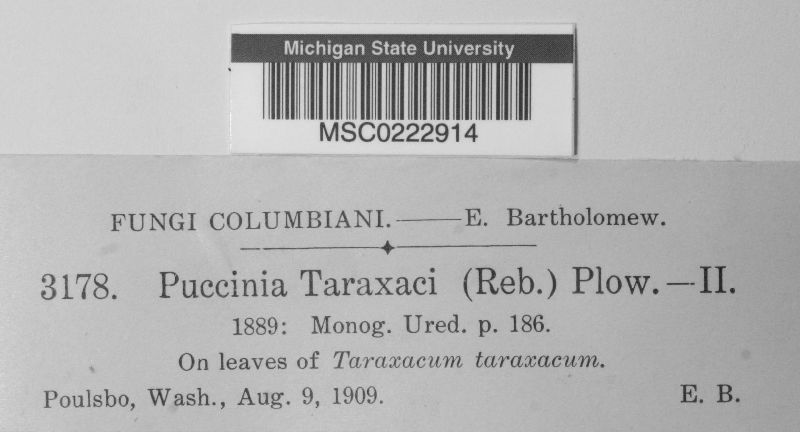 Michigan State University
MSC0222914
FUNGI COLUMBIANI.——E. Bartholomew.
3178. Puccinia Taraxaci (Reb.) Plow.—II.
1889: Monog. Ured. p. 186.
On leaves of Taraxacum taraxacum.
Poulsbo, Wash., Aug. 9, 1909. E. B.